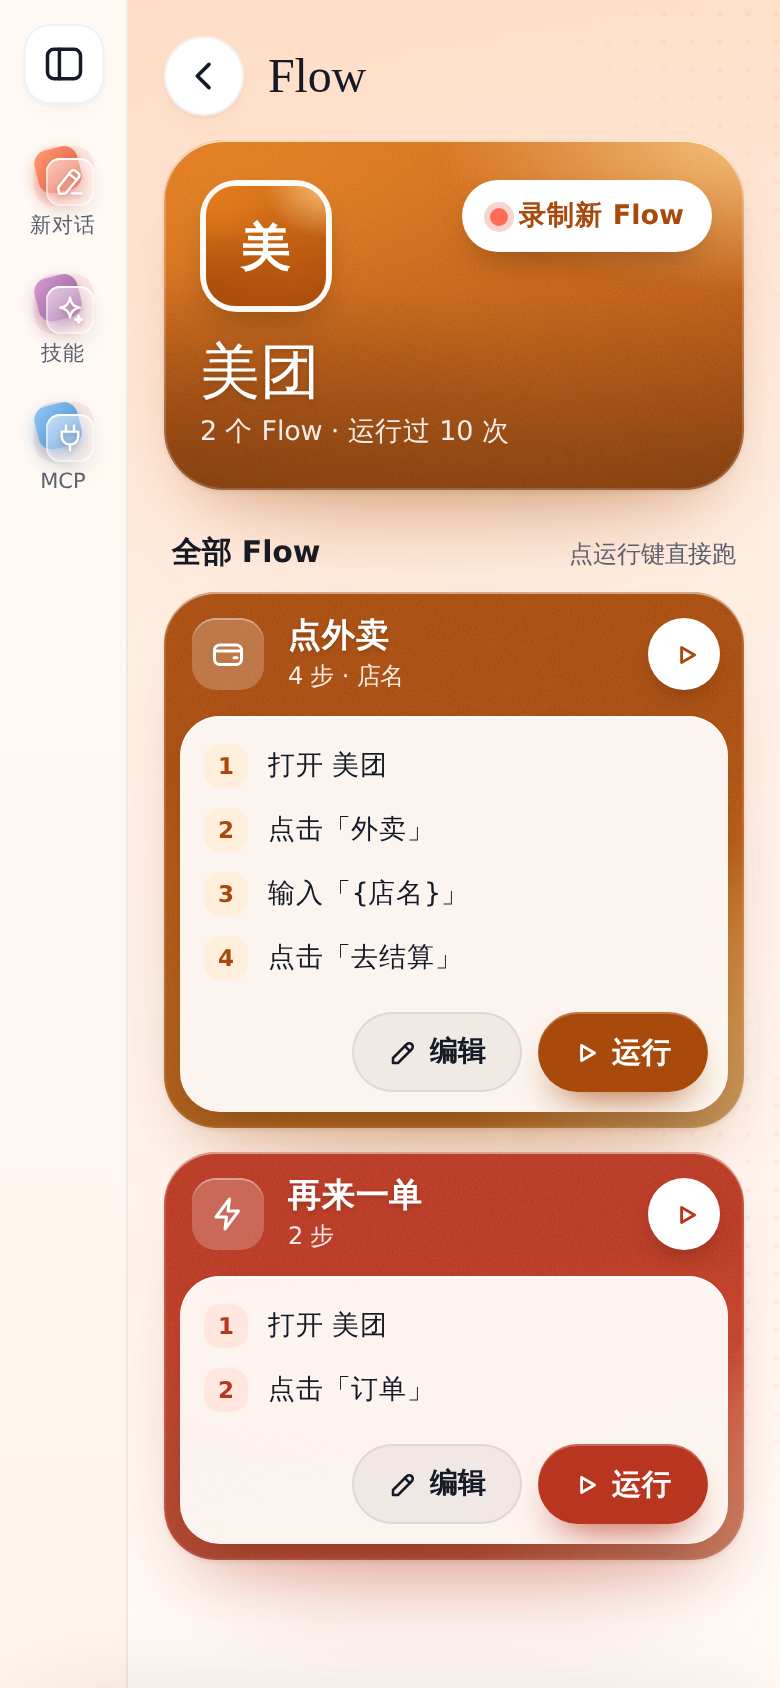 Flow
新对话
技能
MCP
美
录制新 Flow
美团
2 个 Flow · 运行过 10 次
全部 Flow
点运行键直接跑
点外卖
4 步 · 店名
1 打开 美团
2 点击「外卖」
3 输入「{店名}」
4 点击「去结算」
编辑
运行
再来一单
2 步
1 打开 美团
2 点击「订单」
编辑
运行